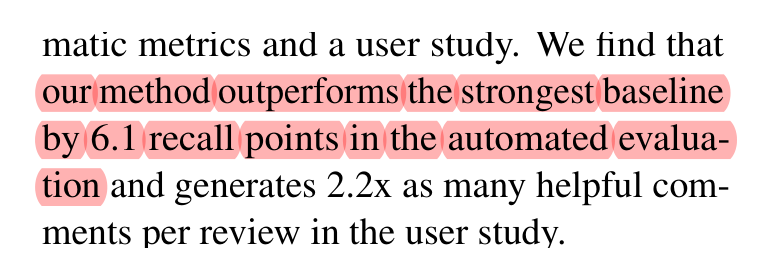 matic metrics and a user study. We find that
our method outperforms the strongest baseline
by 6.1 recall points in the automated evalua-
tion and generates 2.2x as many helpful com-
ments per review in the user study.